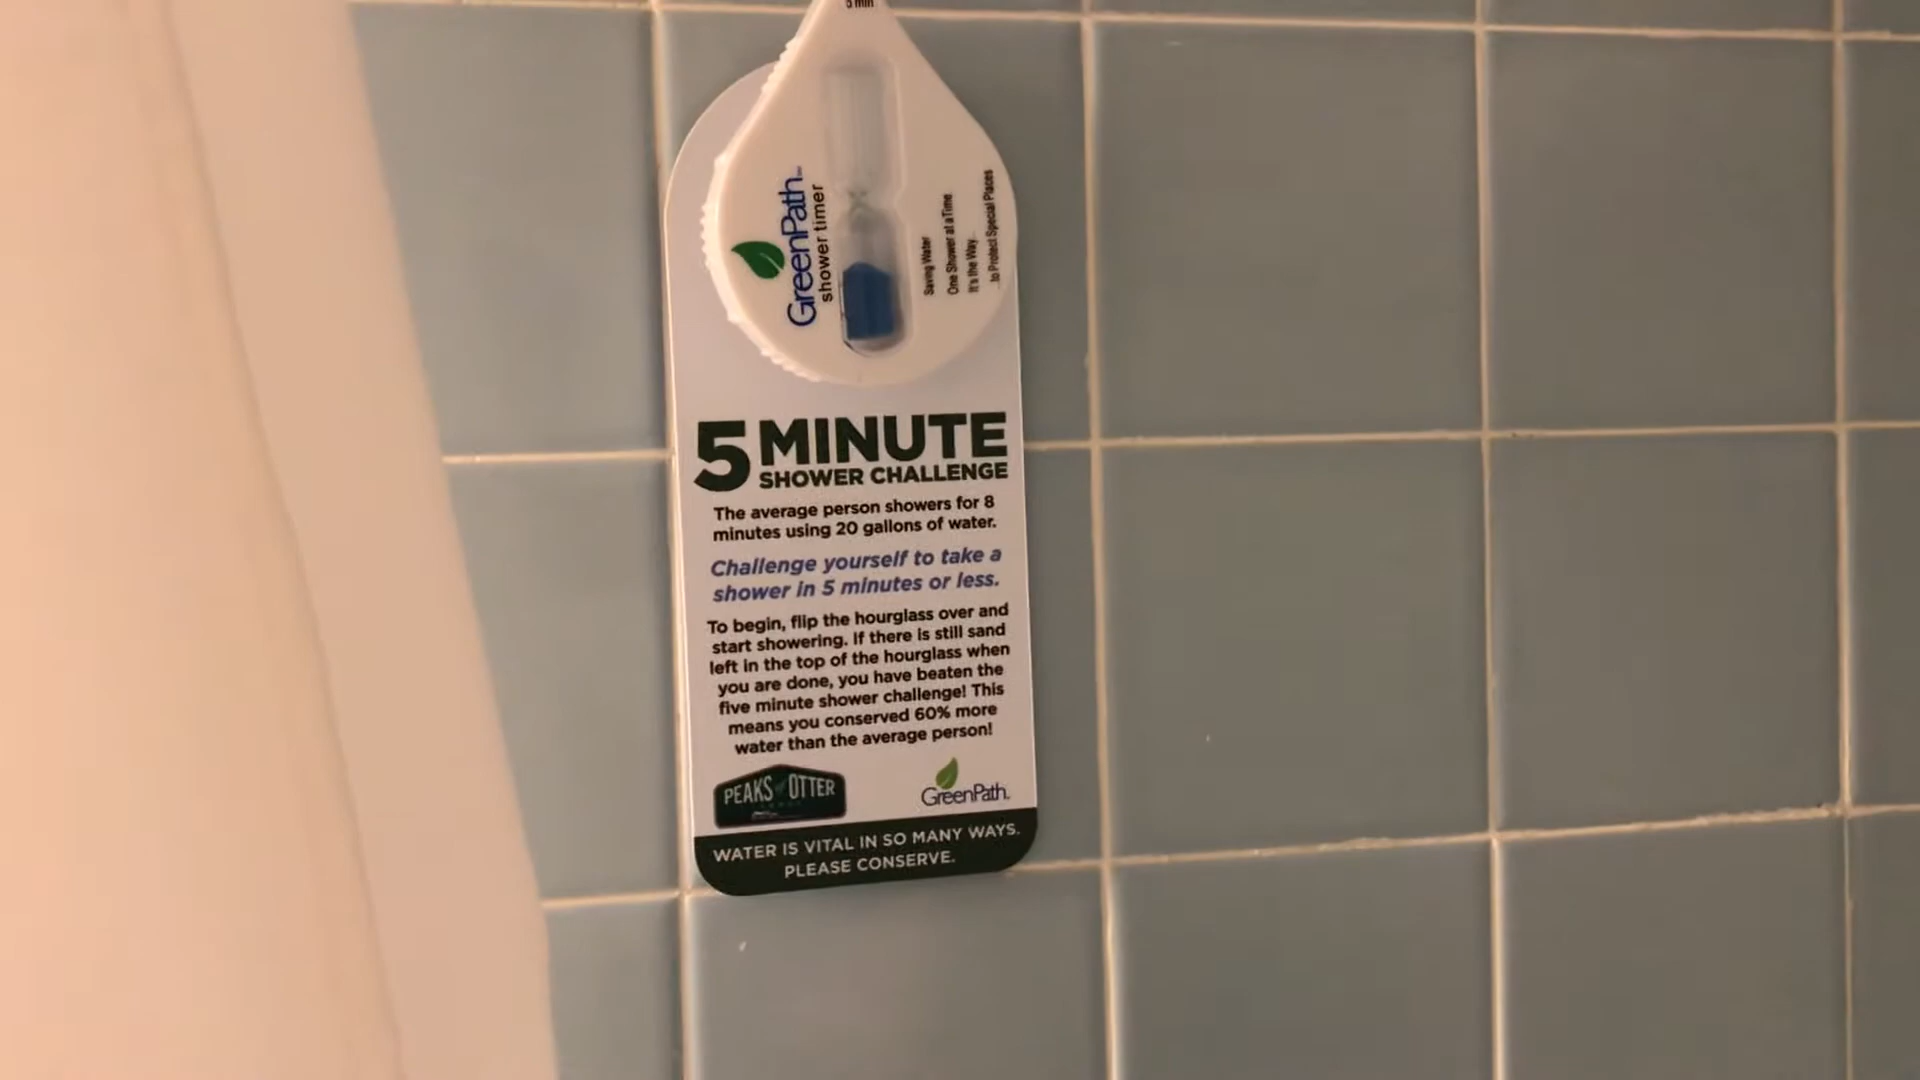 5 min
GreenPath™
shower timer
Saving Water
One Shower at a Time
It's the Way...
...to Protect Special Places
5 MINUTE
SHOWER CHALLENGE
The average person showers for 8
minutes using 20 gallons of water.
Challenge yourself to take a
shower in 5 minutes or less.
To begin, flip the hourglass over and
start showering. If there is still sand
left in the top of the hourglass when
you are done, you have beaten the
five minute shower challenge! This
means you conserved 60% more
water than the average person!
PEAKS of OTTER
GreenPath
WATER IS VITAL IN SO MANY WAYS.
PLEASE CONSERVE.